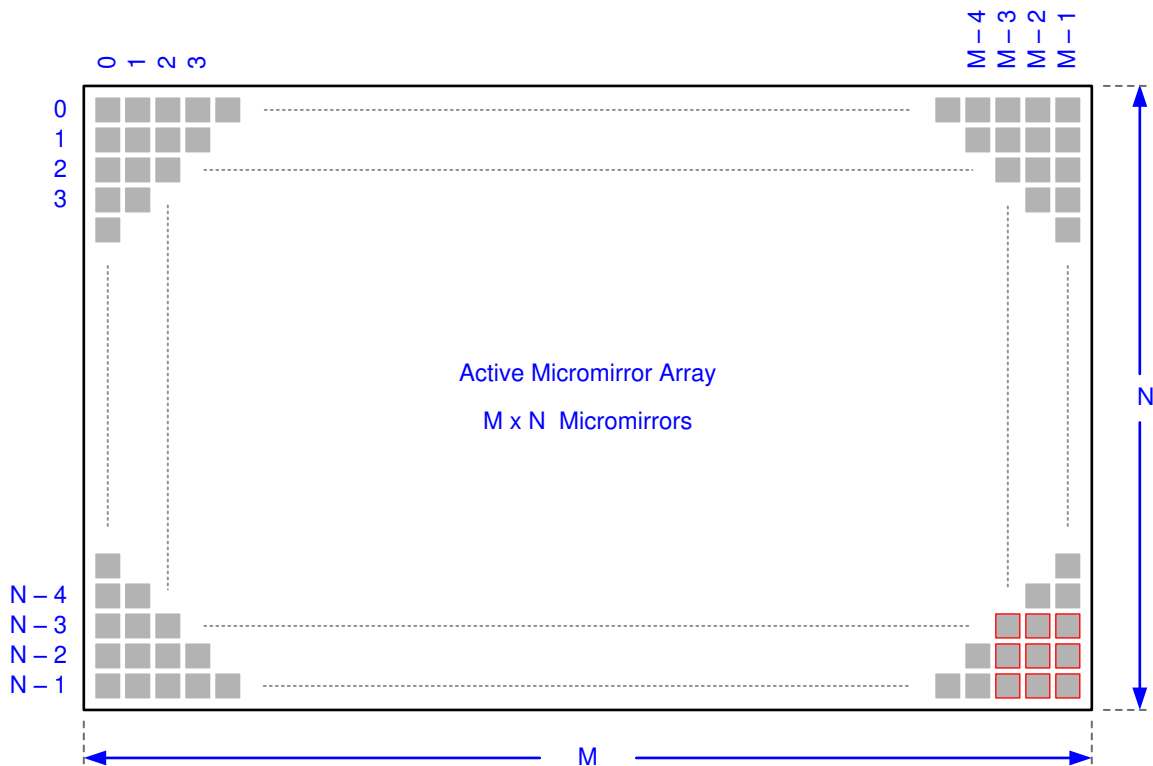 0
1
2
3
M – 4
M – 3
M – 2
M – 1
0
1
2
3
Active Micromirror Array
M x N Micromirrors
N
N – 4
N – 3
N – 2
N – 1
M